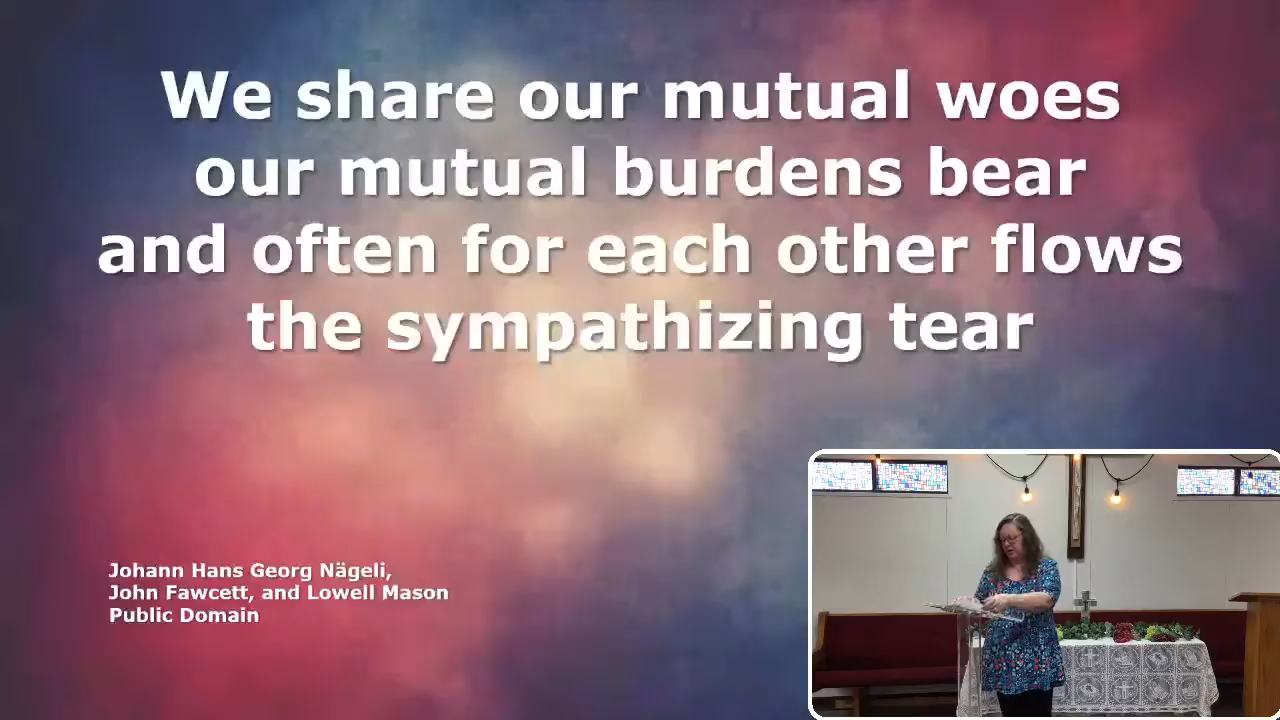 We share our mutual woes
our mutual burdens bear
and often for each other flows
the sympathizing tear
Johann Hans Georg Nägeli,
John Fawcett, and Lowell Mason
Public Domain